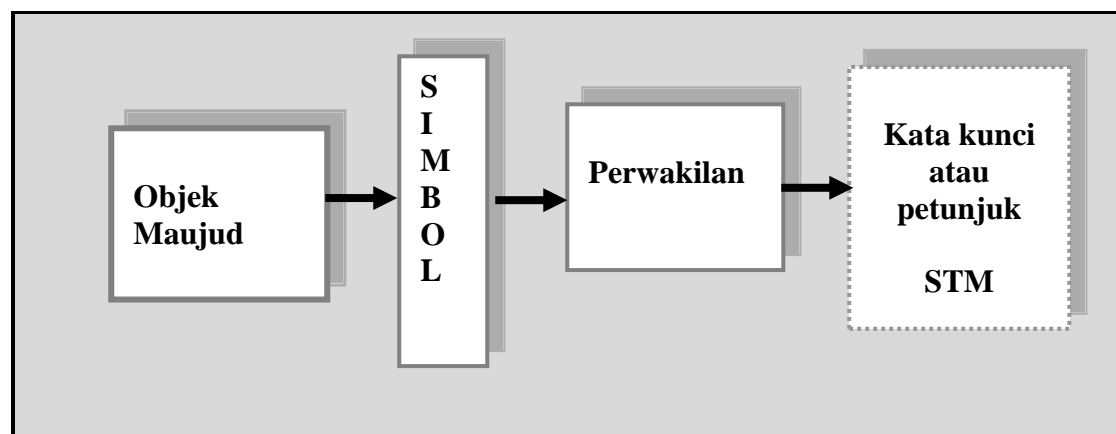 Objek
Maujud
S
I
M
B
O
L
Perwakilan
Kata kunci
atau
petunjuk
STM